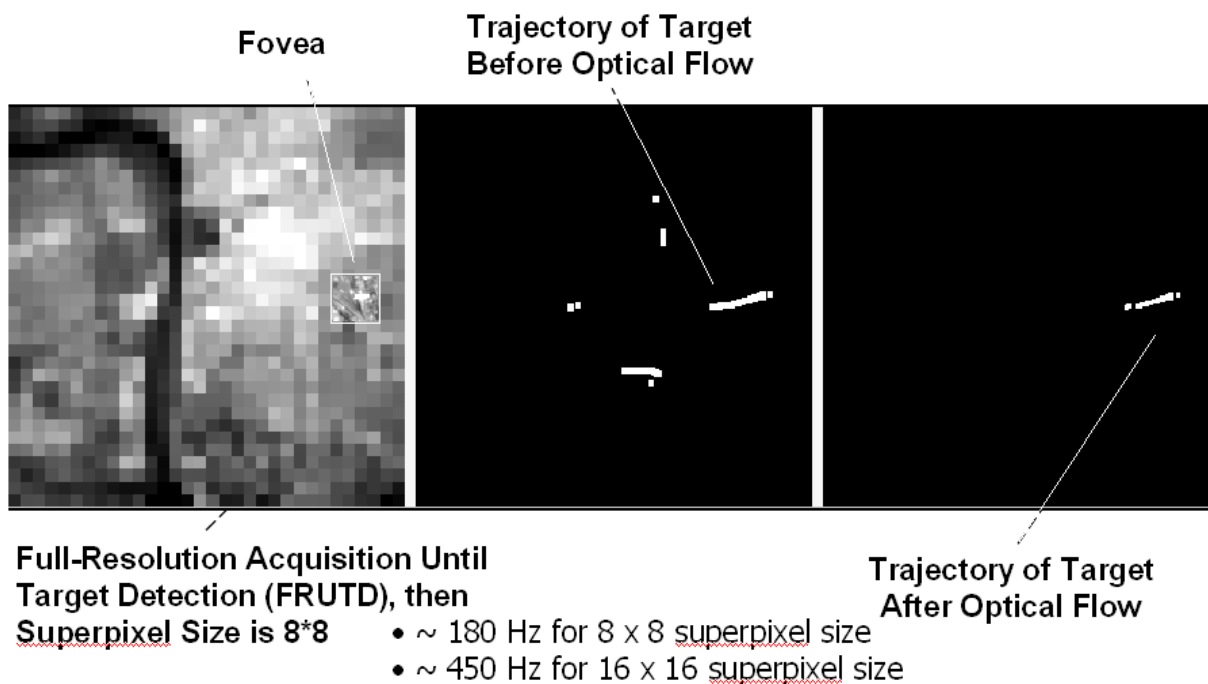 Fovea
Trajectory of Target
Before Optical Flow
Full-Resolution Acquisition Until
Target Detection (FRUTD), then
Superpixel Size is 8*8
• ~ 180 Hz for 8 x 8 superpixel size
• ~ 450 Hz for 16 x 16 superpixel size
Trajectory of Target
After Optical Flow